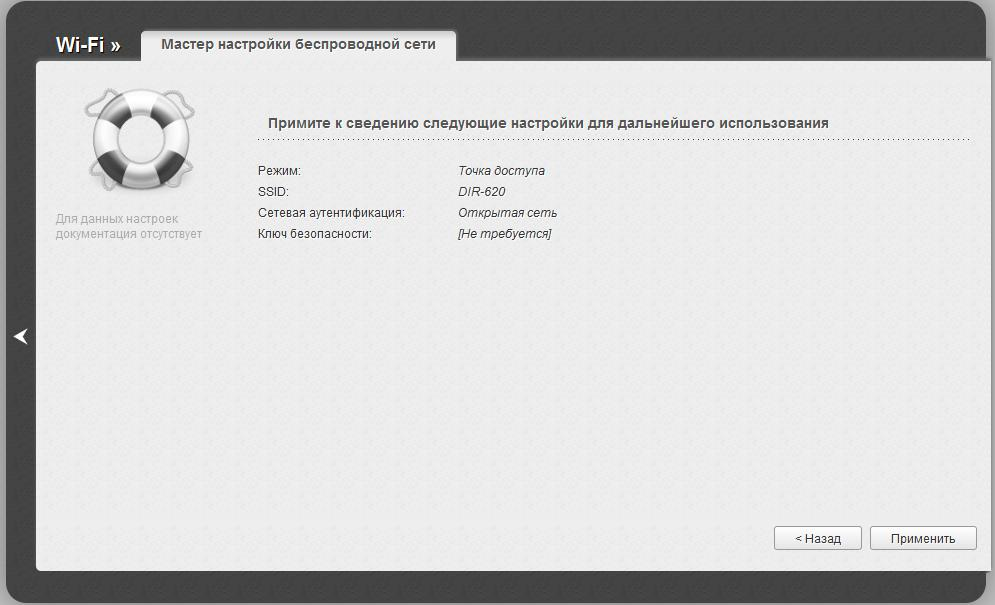 Wi-Fi »
Мастер настройки беспроводной сети
Для данных настроек
документация отсутствует
Примите к сведению следующие настройки для дальнейшего использования
Режим: Точка доступа
SSID: DIR-620
Сетевая аутентификация: Открытая сеть
Ключ безопасности: [Не требуется]
< Назад Применить